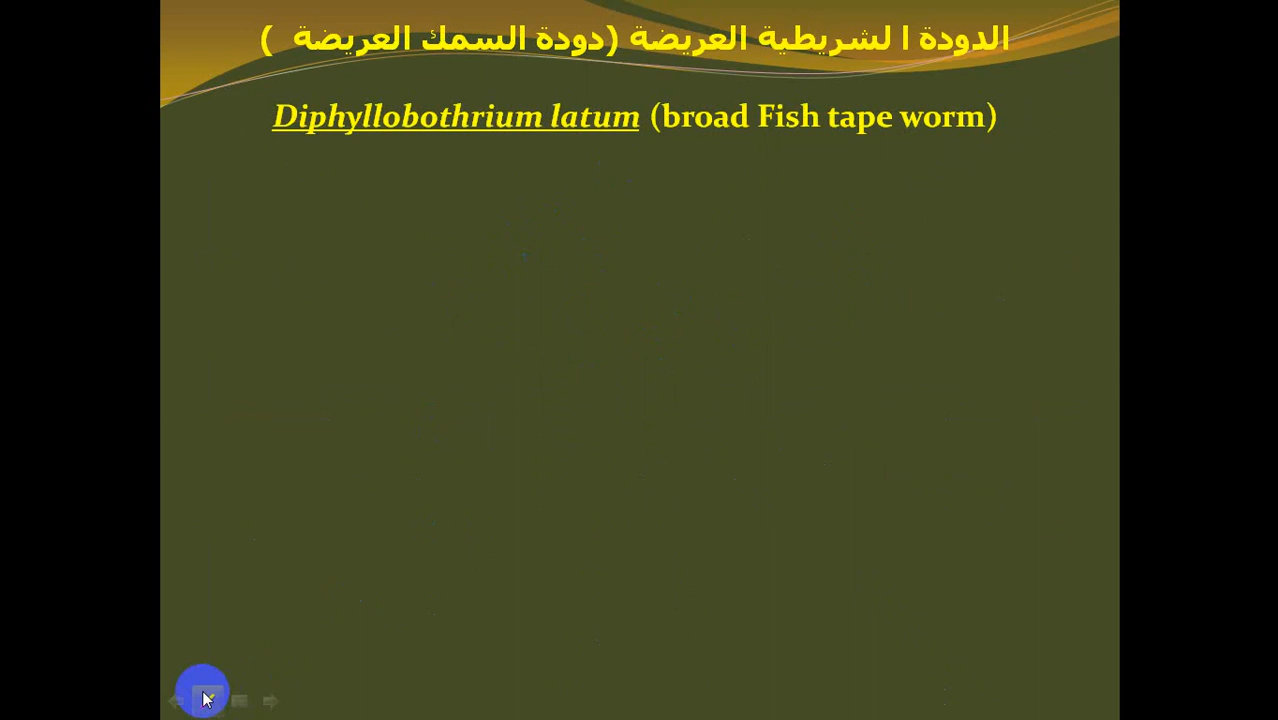 الدودة ا لشريطية العريضة (دودة السمك العريضة )
Diphyllobothrium latum (broad Fish tape worm)